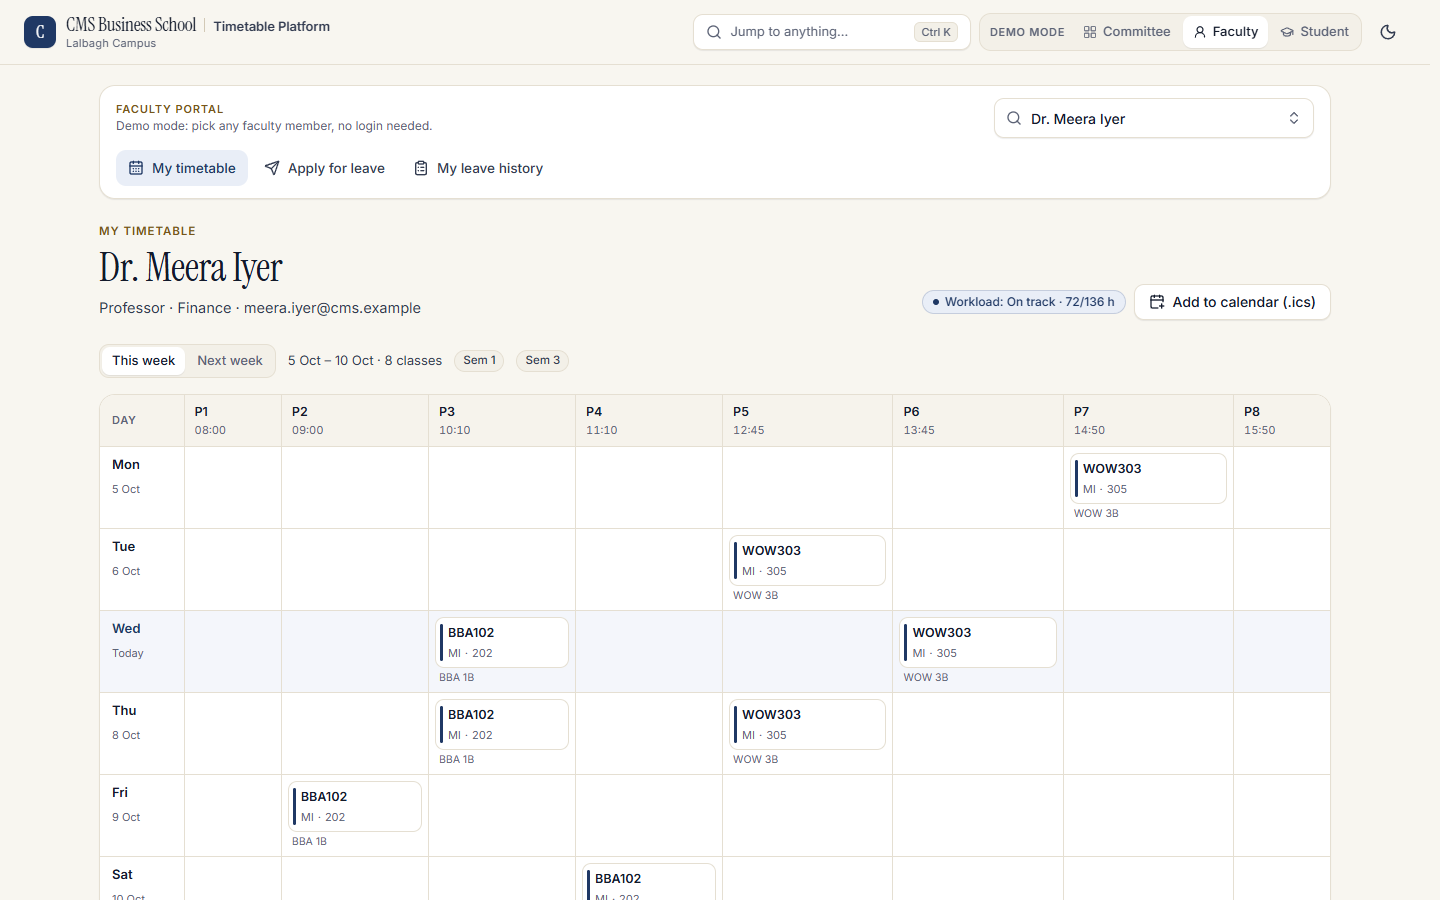 C
CMS Business School | Timetable Platform
Lalbagh Campus
Jump to anything... Ctrl K
DEMO MODE Committee Faculty Student
FACULTY PORTAL
Demo mode: pick any faculty member, no login needed.
Dr. Meera Iyer
My timetable Apply for leave My leave history
MY TIMETABLE
Dr. Meera Iyer
Professor · Finance · meera.iyer@cms.example
Workload: On track · 72/136 h
Add to calendar (.ics)
This week Next week 5 Oct – 10 Oct · 8 classes Sem 1 Sem 3
DAY P1 P2 P3 P4 P5 P6 P7 P8
08:00 09:00 10:10 11:10 12:45 13:45 14:50 15:50
Mon WOW303
5 Oct MI · 305
WOW 3B
Tue WOW303
6 Oct MI · 305
WOW 3B
Wed BBA102 WOW303
Today MI · 202 MI · 305
BBA 1B WOW 3B
Thu BBA102 WOW303
8 Oct MI · 202 MI · 305
BBA 1B WOW 3B
Fri BBA102
9 Oct MI · 202
BBA 1B
Sat BBA102
10 Oct MI · 202